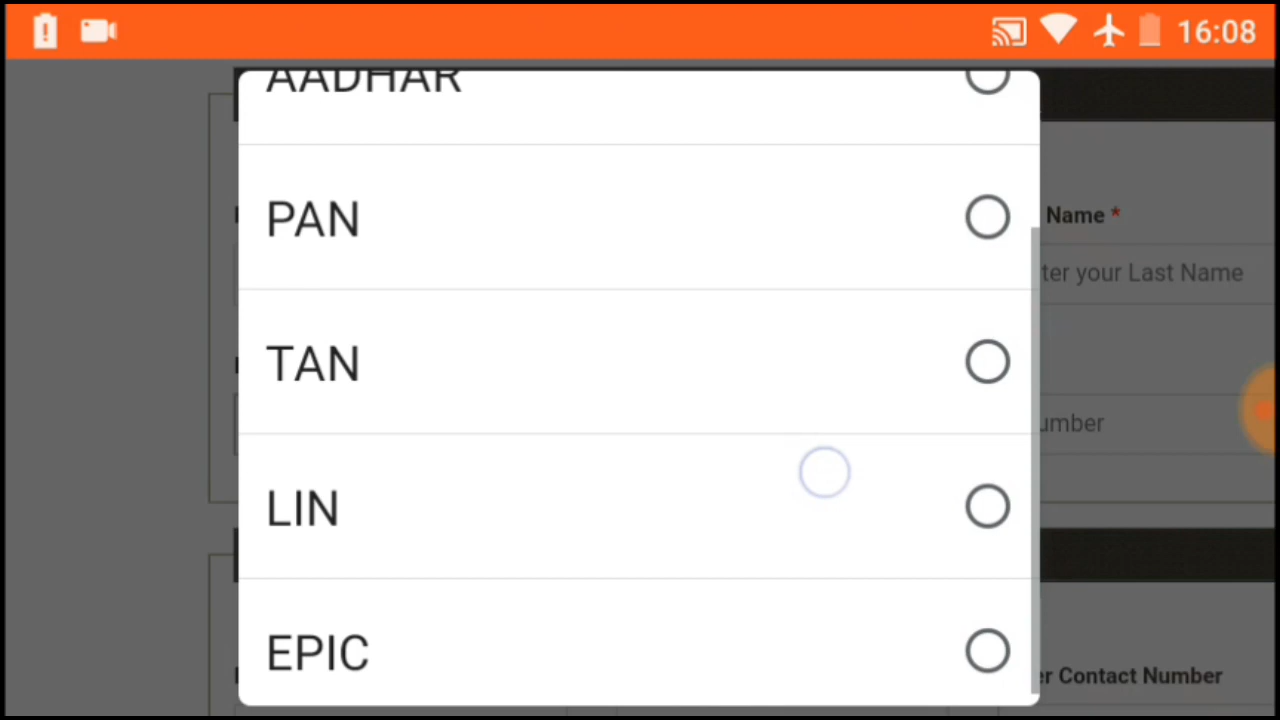 16:08
AADHAR
PAN
Name *
ter your Last Name
TAN
umber
LIN
EPIC
er Contact Number